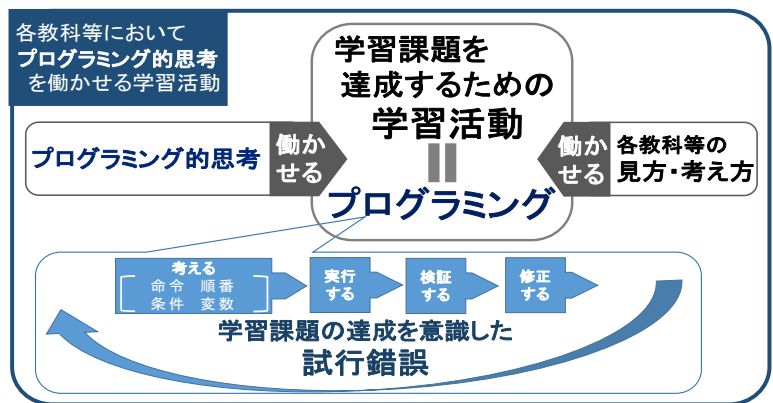 各教科等において
プログラミング的思考
を働かせる学習活動
学習課題を
達成するための
学習活動
プログラミング的思考
働か
せる
働か
せる
各教科等の
見方・考え方
プログラミング
考える
命令 順番
条件 変数
実行
する
検証
する
修正
する
学習課題の達成を意識した
試行錯誤